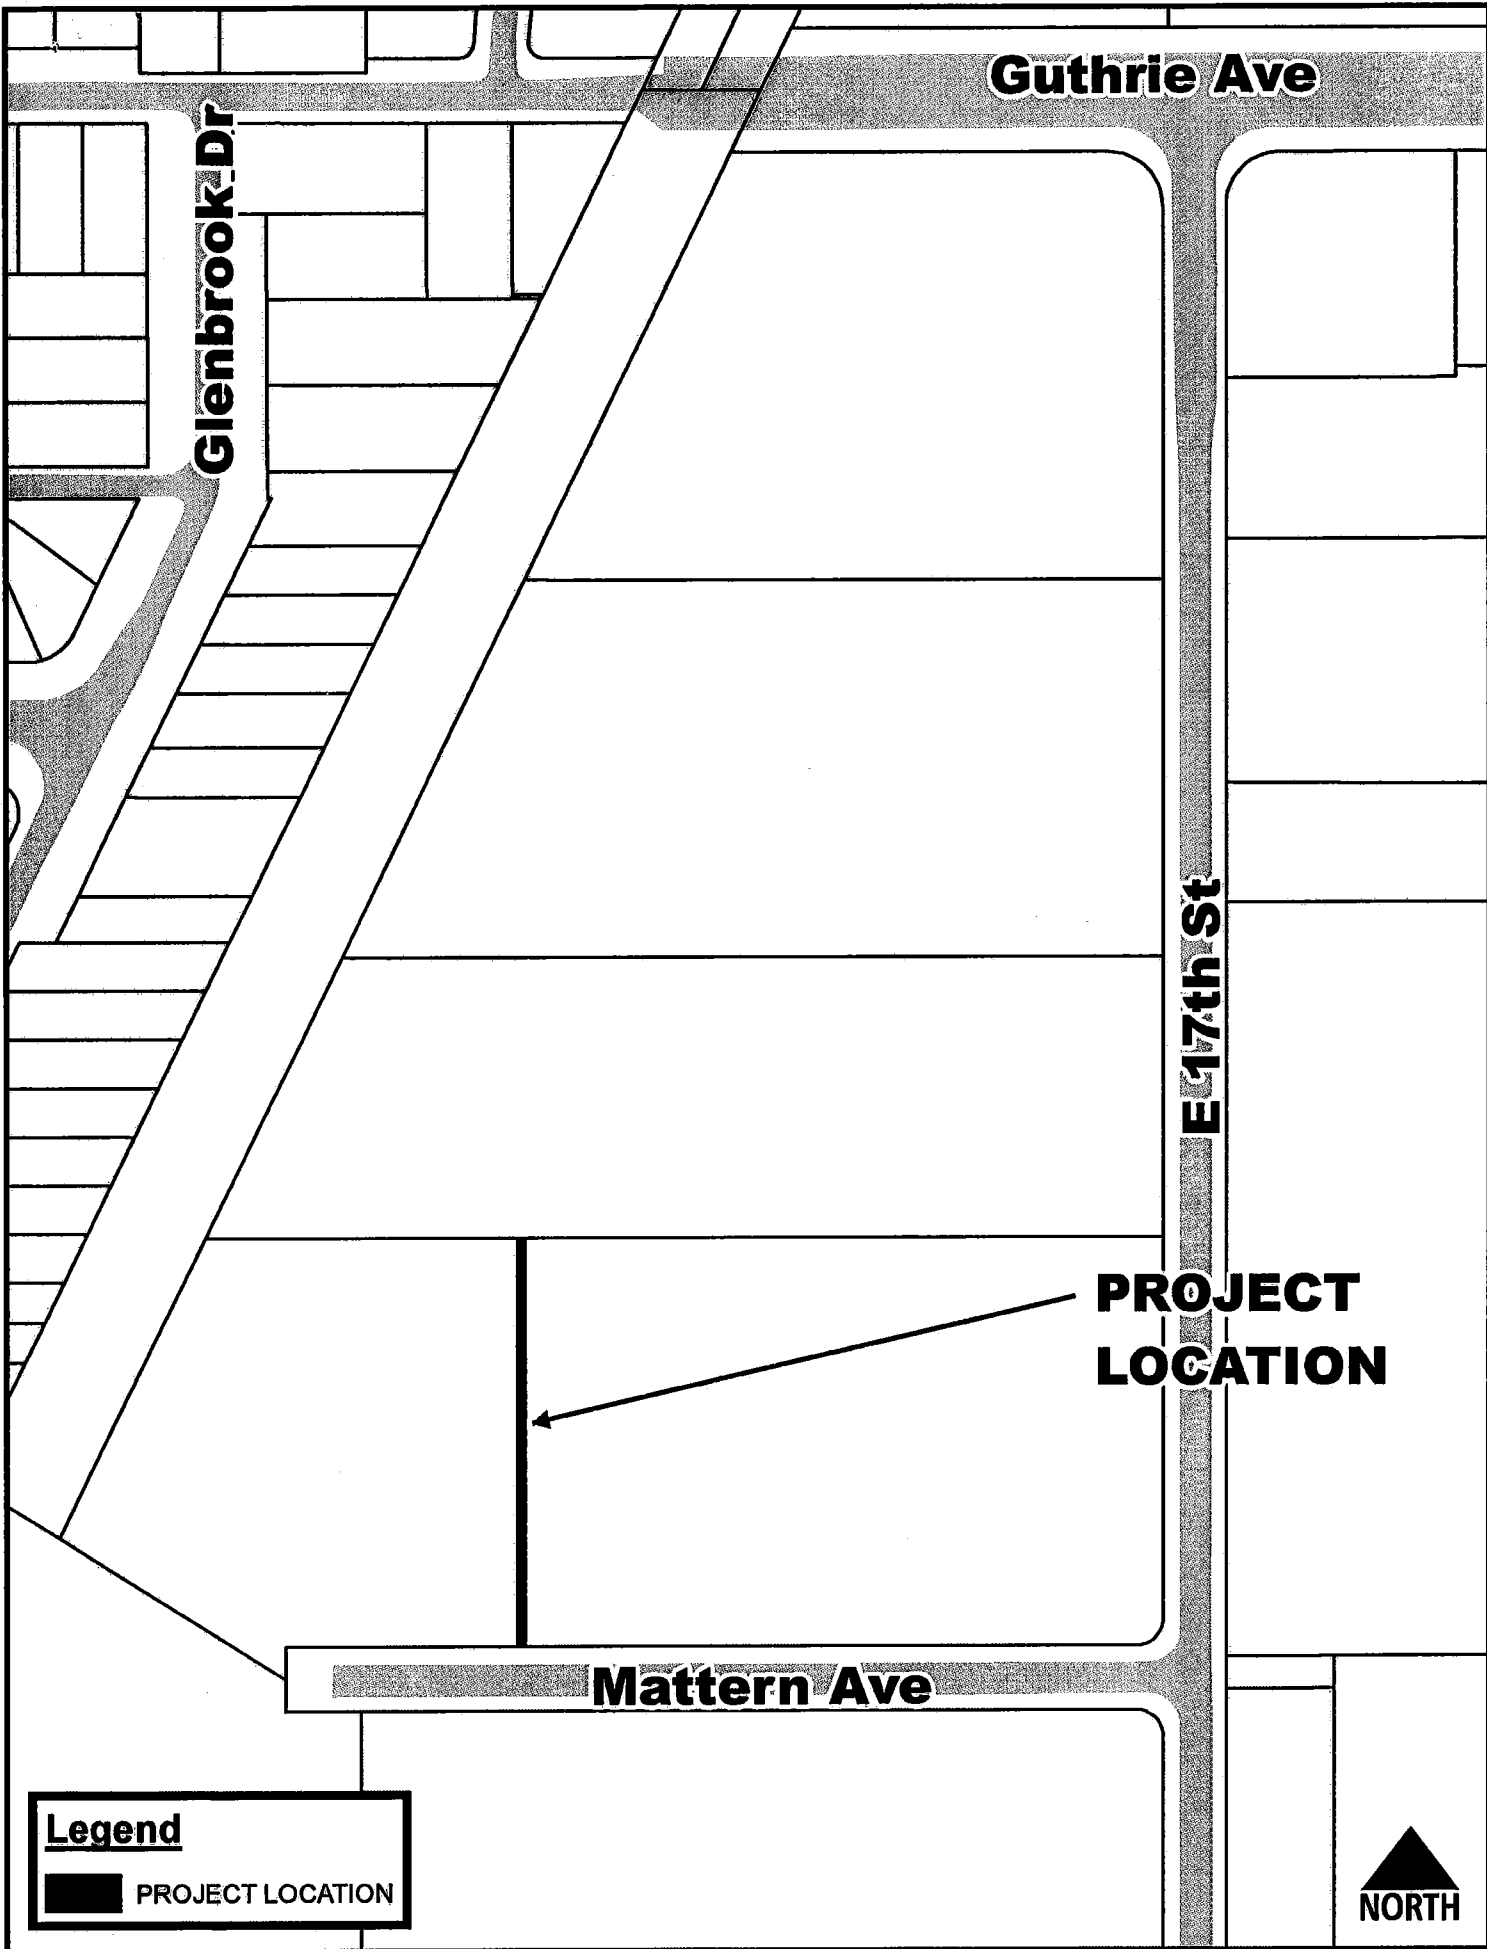 Guthrie Ave
Glenbrook Dr
E 17th St
PROJECT
LOCATION
Mattern Ave
Legend
PROJECT LOCATION
NORTH